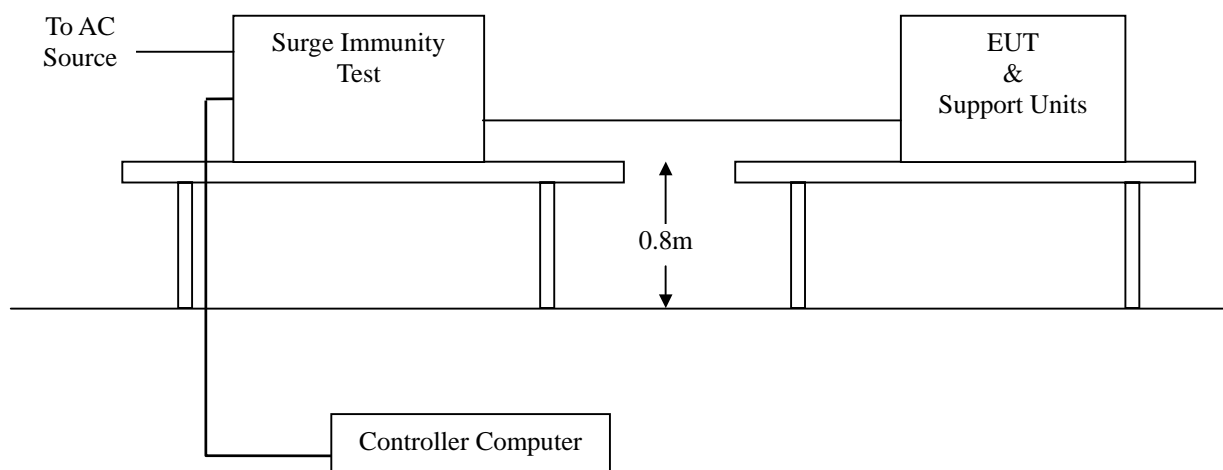 To AC
Source
Surge Immunity
Test
EUT
&
Support Units
0.8m
Controller Computer